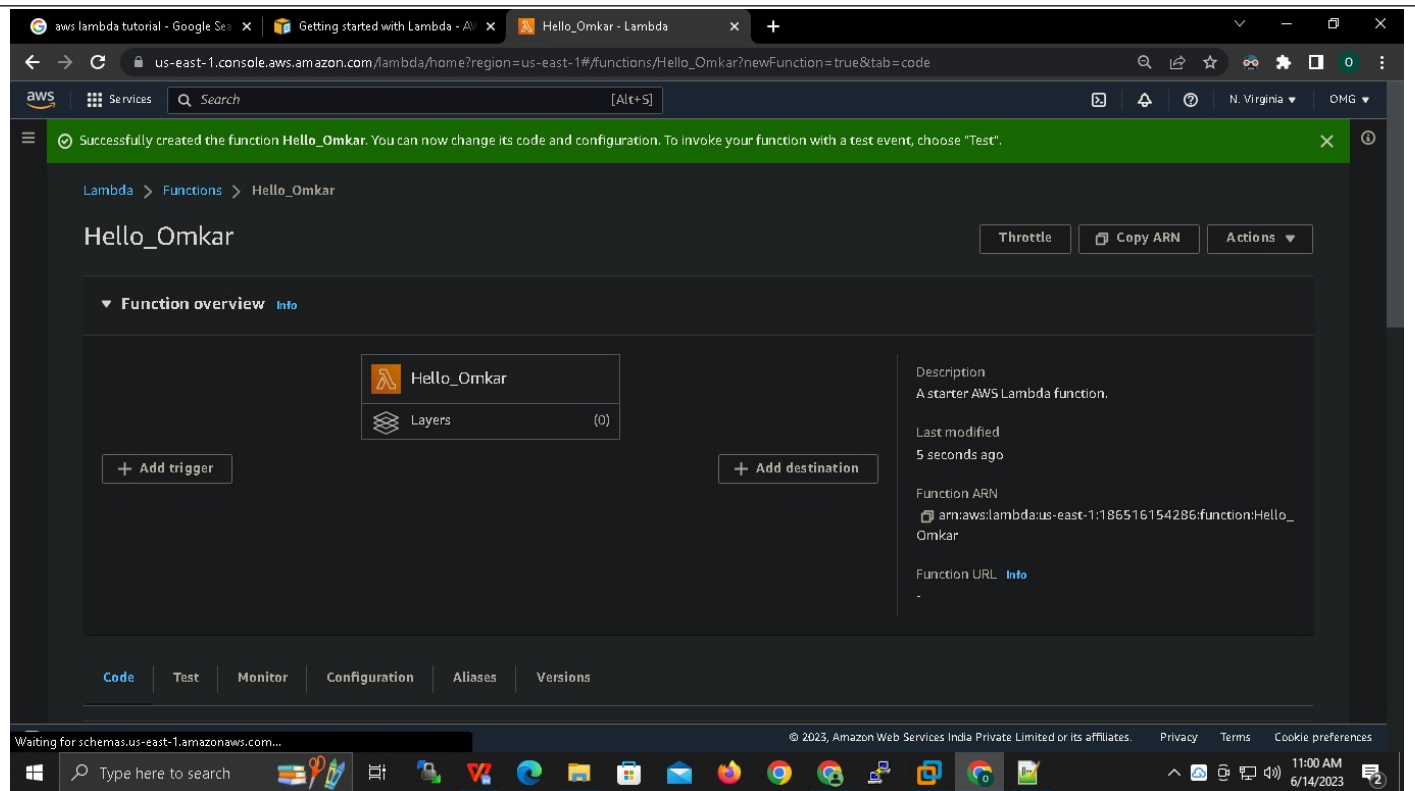 aws lambda tutorial - Google Sea
Getting started with Lambda - AW
Hello_Omkar - Lambda
us-east-1.console.aws.amazon.com/lambda/home?region=us-east-1#/functions/Hello_Omkar?newFunction=true&tab=code
O
aws
Services
Search
[Alt+S]
N. Virginia
OMG
Successfully created the function Hello_Omkar. You can now change its code and configuration. To invoke your function with a test event, choose "Test".
Lambda > Functions > Hello_Omkar
Hello_Omkar
Throttle
Copy ARN
Actions
Function overview Info
Hello_Omkar
Layers (0)
+ Add trigger
+ Add destination
Description
A starter AWS Lambda function.
Last modified
5 seconds ago
Function ARN
arn:aws:lambda:us-east-1:186516154286:function:Hello_
Omkar
Function URL Info
-
Code
Test
Monitor
Configuration
Aliases
Versions
Waiting for schemas.us-east-1.amazonaws.com...
© 2023, Amazon Web Services India Private Limited or its affiliates.
Privacy
Terms
Cookie preferences
Type here to search
11:00 AM
6/14/2023
2